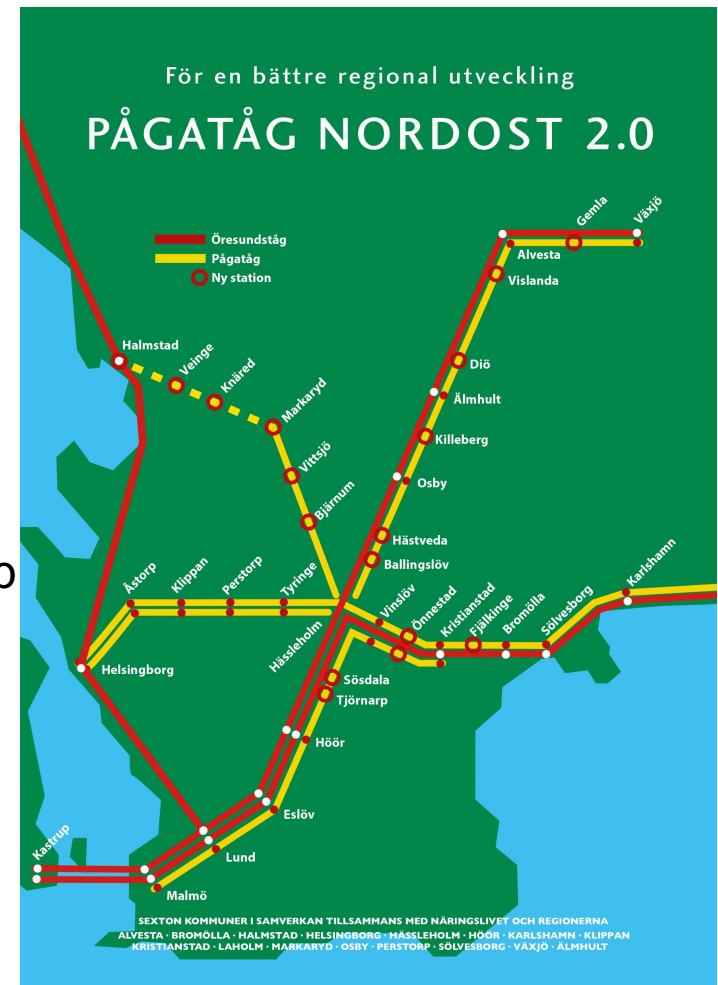 För en bättre regional utveckling
PÅGATÅG NORDOST 2.0
Öresundståg
Pågatåg
Ny station
Gemla
Växjö
Alvesta
Vislanda
Halmstad
Veinge
Knäred
Markaryd
Diö
Älmhult
Killeberg
Vittsjö
Osby
Bjärnum
Hästveda
Ballingslöv
Åstorp
Klippan
Perstorp
Tyringe
Hässleholm
Vinslöv
Önnestad
Kristianstad
Fjälkinge
Bromölla
Sölvesborg
Karlshamn
Helsingborg
Sösdala
Tjörnarp
Höör
Eslöv
Kastrup
Lund
Malmö
SEXTON KOMMUNER I SAMVERKAN TILLSAMMANS MED NÄRINGSLIVET OCH REGIONERNA
ALVESTA · BROMÖLLA · HALMSTAD · HELSINGBORG · HÄSSLEHOLM · HÖÖR · KARLSHAMN · KLIPPAN
KRISTIANSTAD · LAHOLM · MARKARYD · OSBY · PERSTORP · SÖLVESBORG · VÄXJÖ · ÄLMHULT